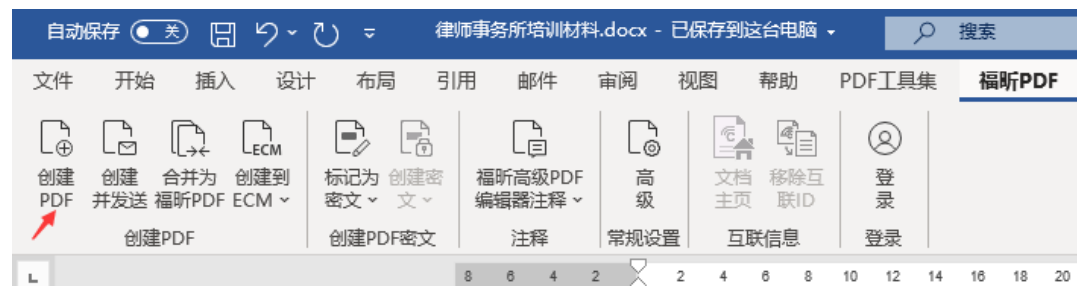 自动保存 关 律师事务所培训材料.docx - 已保存到这台电脑 搜索
文件 开始 插入 设计 布局 引用 邮件 审阅 视图 帮助 PDF工具集 福昕PDF
ECM
创建 创建 合并为 创建到 标记为 创建密 福昕高级PDF 高 文档 移除互 登
PDF 并发送 福昕PDF ECM 密文 文 编辑器注释 级 主页 联ID 录
创建PDF 创建PDF密文 注释 常规设置 互联信息 登录
L 8 6 4 2 2 4 6 8 10 12 14 16 18 20